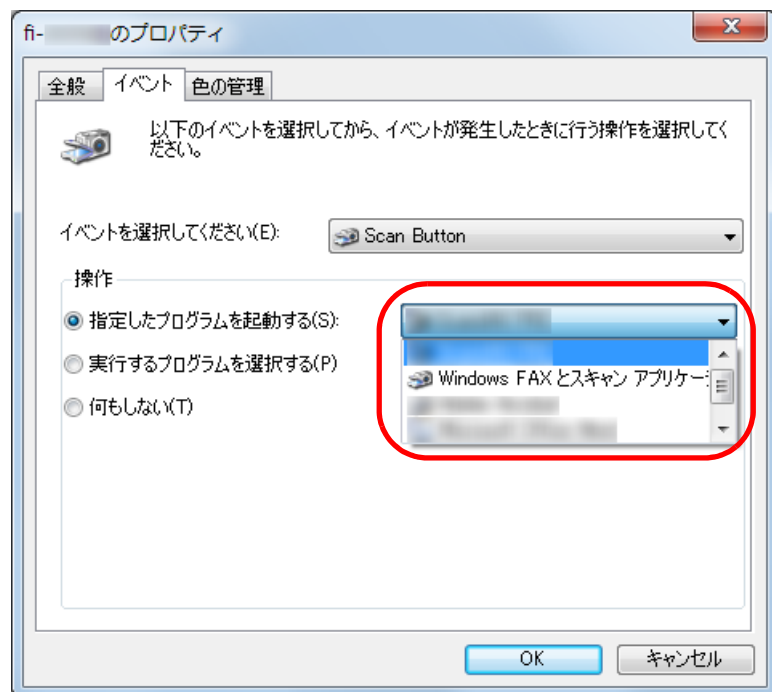 fi- のプロパティ
全般 イベント 色の管理
以下のイベントを選択してから、イベントが発生したときに行う操作を選択してく
ださい。
イベントを選択してください(E): Scan Button
操作
指定したプログラムを起動する(S):
実行するプログラムを選択する(P)
Windows FAX とスキャン アプリケー
何もしない(T)
OK キャンセル